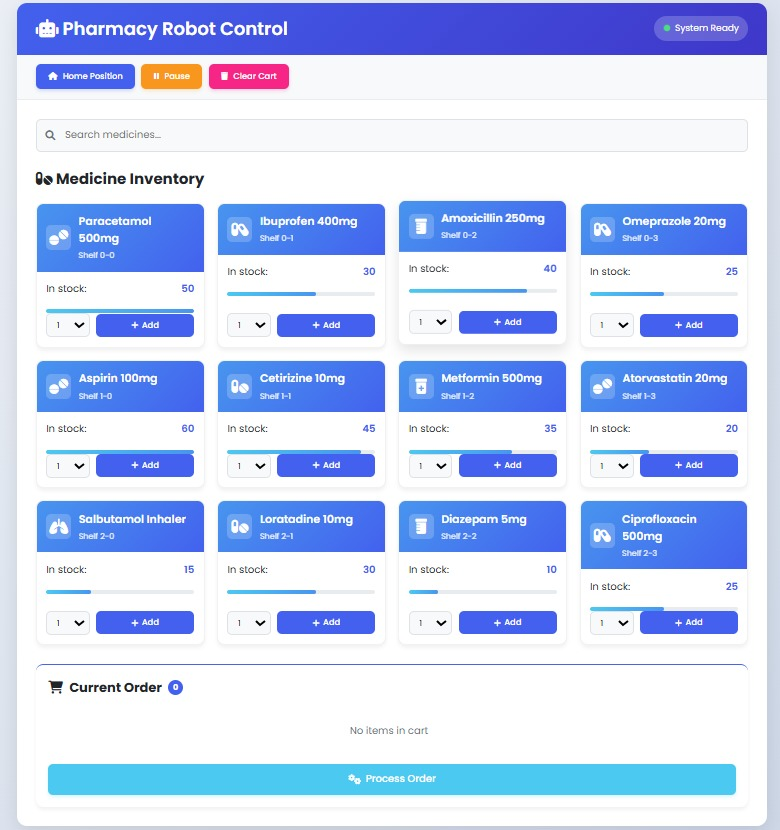 Pharmacy Robot Control
System Ready
Home Position
Pause
Clear Cart
Search medicines...
Medicine Inventory
Paracetamol
500mg
Shelf 0-0
In stock: 50
1
+ Add
Ibuprofen 400mg
Shelf 0-1
In stock: 30
1
+ Add
Amoxicillin 250mg
Shelf 0-2
In stock: 40
1
+ Add
Omeprazole 20mg
Shelf 0-3
In stock: 25
1
+ Add
Aspirin 100mg
Shelf 1-0
In stock: 60
1
+ Add
Cetirizine 10mg
Shelf 1-1
In stock: 45
1
+ Add
Metformin 500mg
Shelf 1-2
In stock: 35
1
+ Add
Atorvastatin 20mg
Shelf 1-3
In stock: 20
1
+ Add
Salbutamol Inhaler
Shelf 2-0
In stock: 15
1
+ Add
Loratadine 10mg
Shelf 2-1
In stock: 30
1
+ Add
Diazepam 5mg
Shelf 2-2
In stock: 10
1
+ Add
Ciprofloxacin
500mg
Shelf 2-3
In stock: 25
1
+ Add
Current Order 0
No items in cart
Process Order